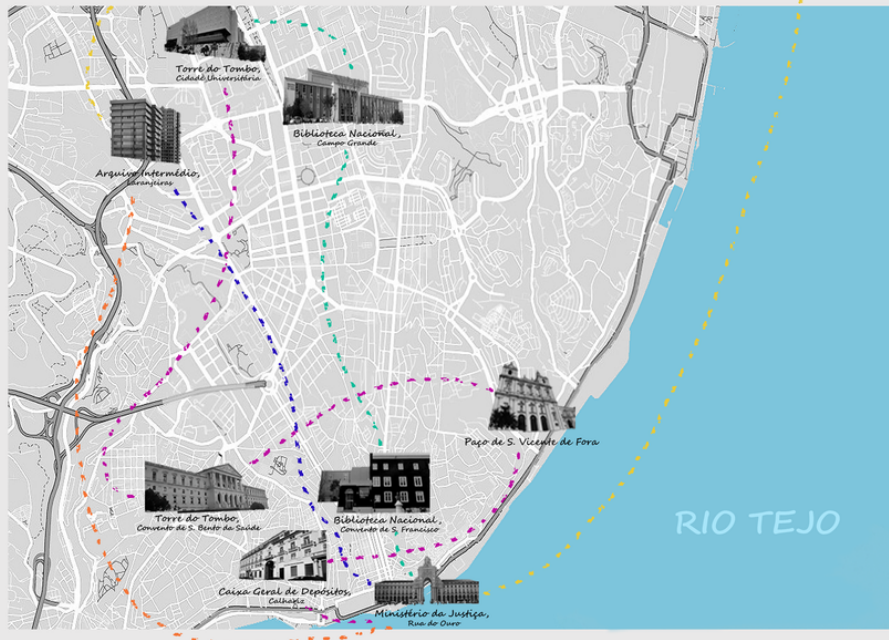 Torre do Tombo,
Cidade Universitária
Biblioteca Nacional,
Campo Grande
Arquivo Intermédio,
Laranjeiras
Paço de S. Vicente de Fora
Torre do Tombo,
Convento de S. Bento da Saúde
Biblioteca Nacional,
Convento de S. Francisco
RIO TEJO
Caixa Geral de Depósitos,
Calhariz
Ministério da Justiça,
Rua do Ouro